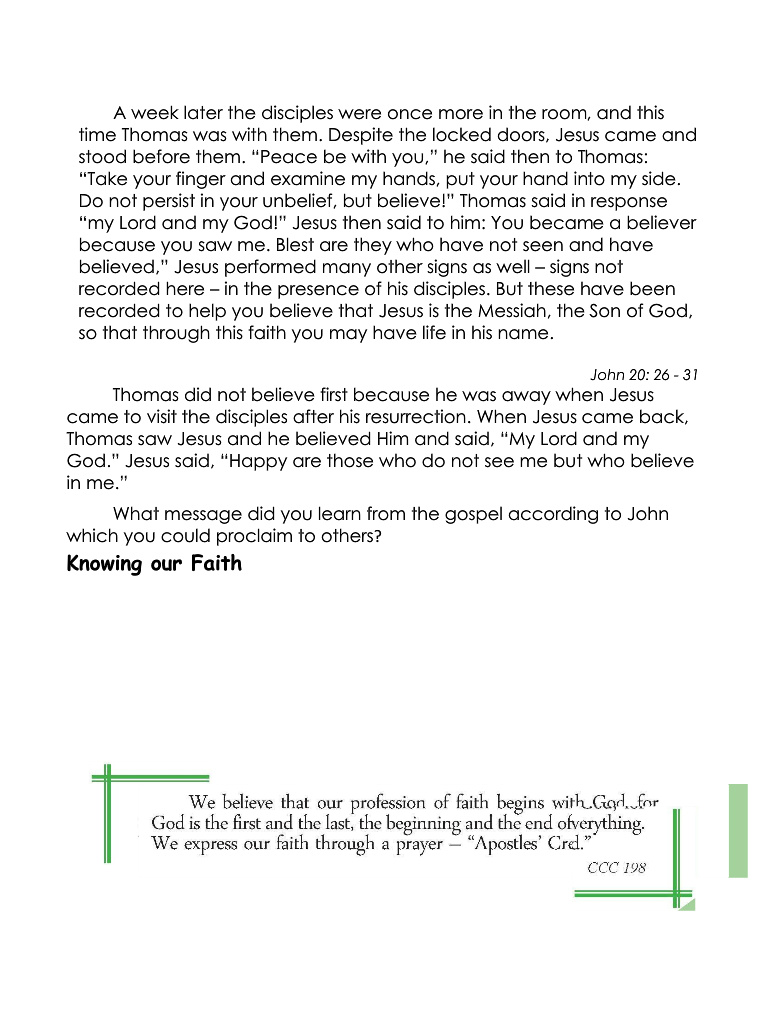 A week later the disciples were once more in the room, and this
time Thomas was with them. Despite the locked doors, Jesus came and
stood before them. “Peace be with you,” he said then to Thomas:
“Take your finger and examine my hands, put your hand into my side.
Do not persist in your unbelief, but believe!” Thomas said in response
“my Lord and my God!” Jesus then said to him: You became a believer
because you saw me. Blest are they who have not seen and have
believed,” Jesus performed many other signs as well – signs not
recorded here – in the presence of his disciples. But these have been
recorded to help you believe that Jesus is the Messiah, the Son of God,
so that through this faith you may have life in his name.
John 20: 26 - 31
Thomas did not believe first because he was away when Jesus
came to visit the disciples after his resurrection. When Jesus came back,
Thomas saw Jesus and he believed Him and said, “My Lord and my
God.” Jesus said, “Happy are those who do not see me but who believe
in me.”
What message did you learn from the gospel according to John
which you could proclaim to others?
Knowing our Faith
We believe that our profession of faith begins with God, for
God is the first and the last, the beginning and the end ofverything.
We express our faith through a prayer – “Apostles’ Crd.”
CCC 198